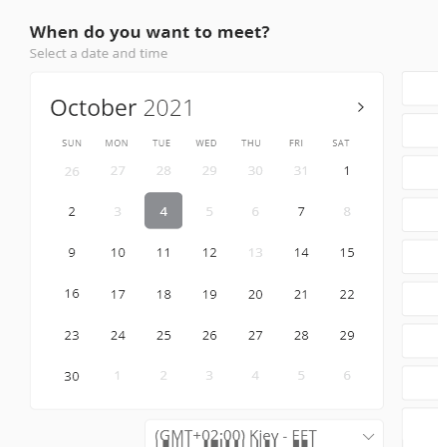 When do you want to meet?
Select a date and time
October 2021
SUN MON TUE WED THU FRI SAT
26 27 28 29 30 31 1
2 3 4 5 6 7 8
9 10 11 12 13 14 15
16 17 18 19 20 21 22
23 24 25 26 27 28 29
30 1 2 3 4 5 6
(GMT+02:00) Kiev - EET